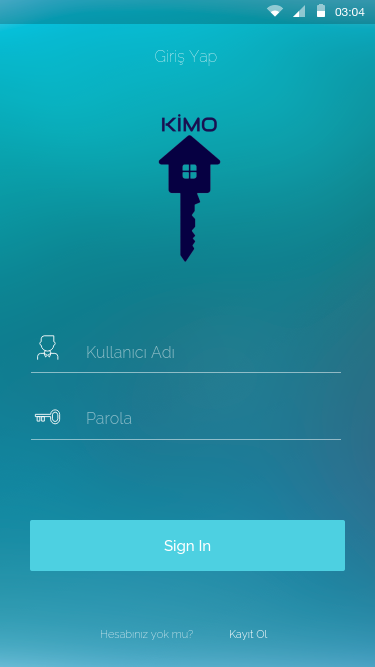 03:04
Giriş Yap
KİMO
Kullanıcı Adı
Parola
Sign In
Hesabınız yok mu? Kayıt Ol